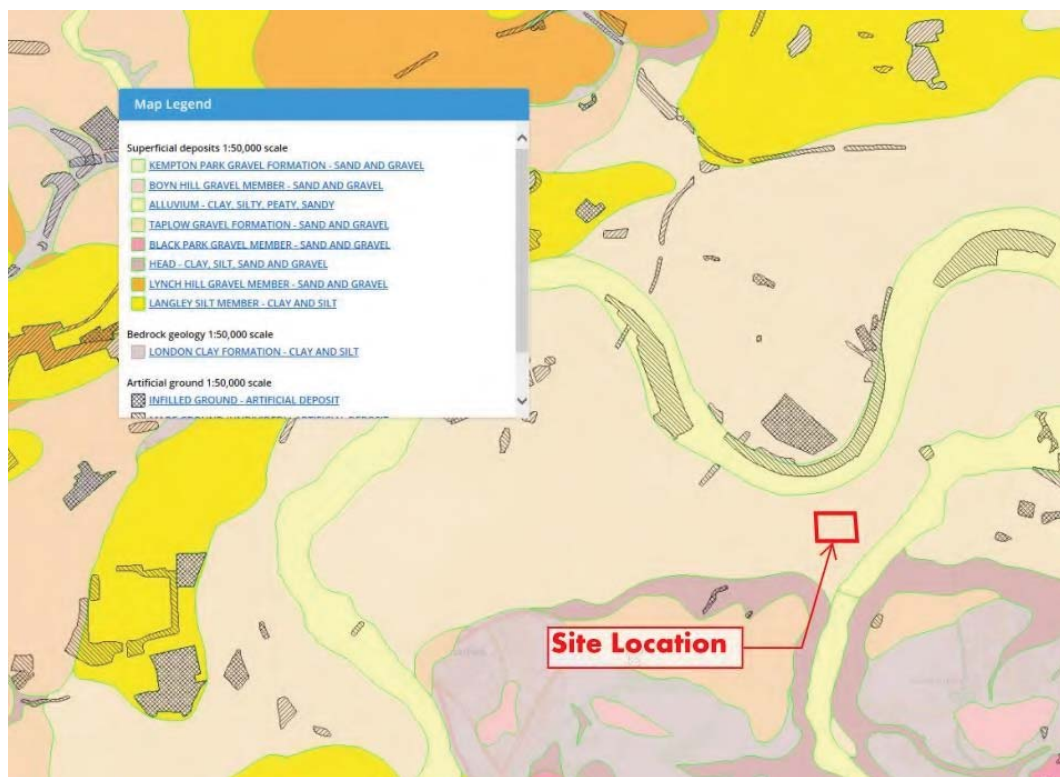 Map Legend
Superficial deposits 1:50,000 scale
KEMPTON PARK GRAVEL FORMATION - SAND AND GRAVEL
BOYN HILL GRAVEL MEMBER - SAND AND GRAVEL
ALLUVIUM - CLAY, SILTY, PEATY, SANDY
TAPLOW GRAVEL FORMATION - SAND AND GRAVEL
BLACK PARK GRAVEL MEMBER - SAND AND GRAVEL
HEAD - CLAY, SILT, SAND AND GRAVEL
LYNCH HILL GRAVEL MEMBER - SAND AND GRAVEL
LANGLEY SILT MEMBER - CLAY AND SILT
Bedrock geology 1:50,000 scale
LONDON CLAY FORMATION - CLAY AND SILT
Artificial ground 1:50,000 scale
INFILLED GROUND - ARTIFICIAL DEPOSIT
Site Location